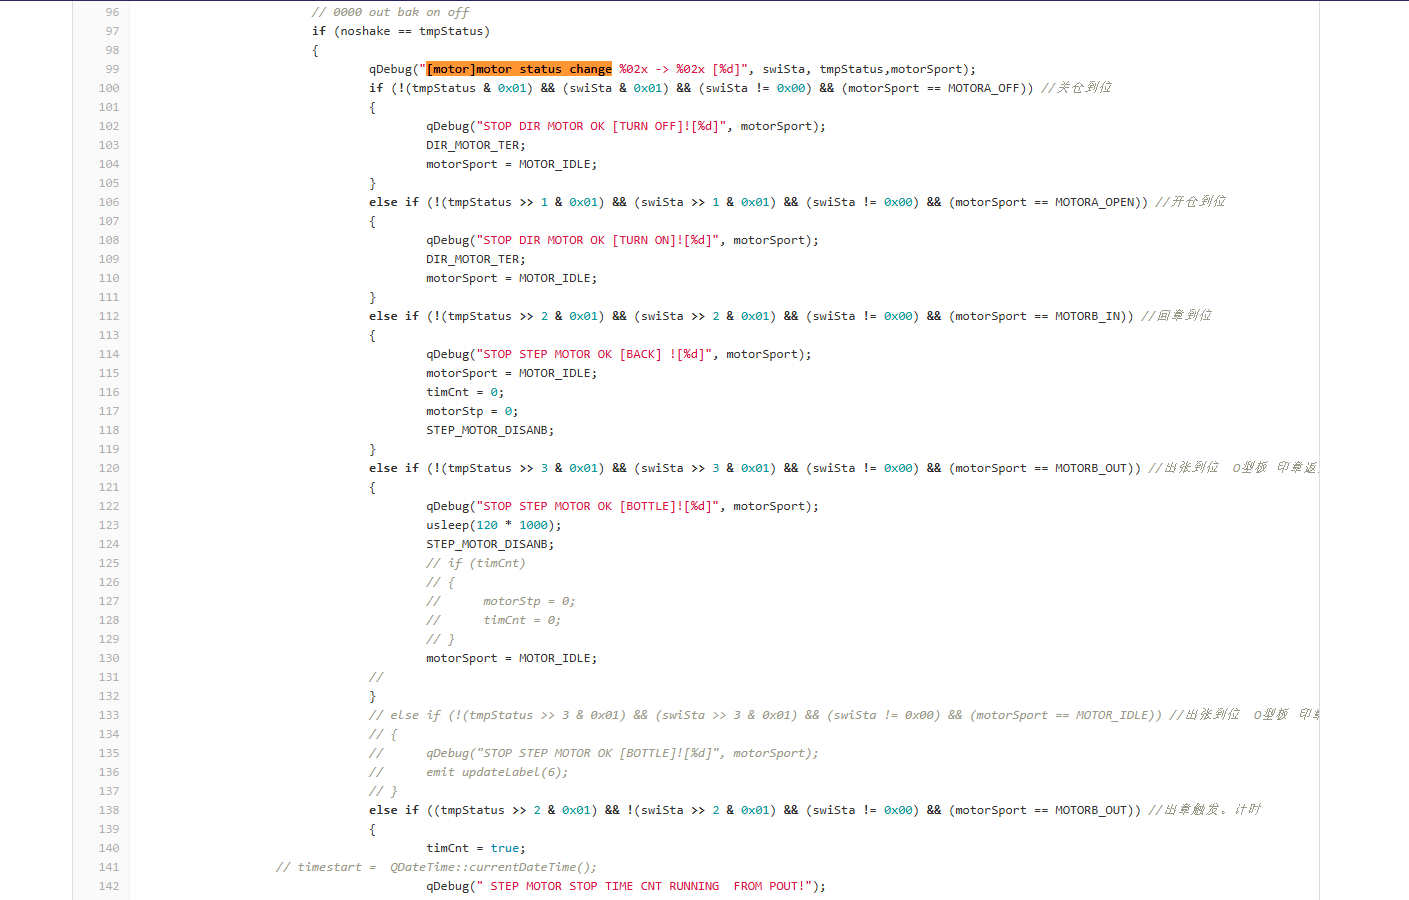 96 // 0000 out bak on off
97 if (noshake == tmpStatus)
98 {
99 qDebug("[motor]motor status change %02x -> %02x [%d]", swiSta, tmpStatus,motorSport);
100 if (!(tmpStatus & 0x01) && (swiSta & 0x01) && (swiSta != 0x00) && (motorSport == MOTORA_OFF)) //关仓到位
101 {
102 qDebug("STOP DIR MOTOR OK [TURN OFF]![%d]", motorSport);
103 DIR_MOTOR_TER;
104 motorSport = MOTOR_IDLE;
105 }
106 else if (!(tmpStatus >> 1 & 0x01) && (swiSta >> 1 & 0x01) && (swiSta != 0x00) && (motorSport == MOTORA_OPEN)) //开仓到位
107 {
108 qDebug("STOP DIR MOTOR OK [TURN ON]![%d]", motorSport);
109 DIR_MOTOR_TER;
110 motorSport = MOTOR_IDLE;
111 }
112 else if (!(tmpStatus >> 2 & 0x01) && (swiSta >> 2 & 0x01) && (swiSta != 0x00) && (motorSport == MOTORB_IN)) //回章到位
113 {
114 qDebug("STOP STEP MOTOR OK [BACK] ![%d]", motorSport);
115 motorSport = MOTOR_IDLE;
116 timCnt = 0;
117 motorStp = 0;
118 STEP_MOTOR_DISANB;
119 }
120 else if (!(tmpStatus >> 3 & 0x01) && (swiSta >> 3 & 0x01) && (swiSta != 0x00) && (motorSport == MOTORB_OUT)) //出张到位 O型板 印章返
121 {
122 qDebug("STOP STEP MOTOR OK [BOTTLE]![%d]", motorSport);
123 usleep(120 * 1000);
124 STEP_MOTOR_DISANB;
125 // if (timCnt)
126 // {
127 // motorStp = 0;
128 // timCnt = 0;
129 // }
130 motorSport = MOTOR_IDLE;
131 //
132 }
133 // else if (!(tmpStatus >> 3 & 0x01) && (swiSta >> 3 & 0x01) && (swiSta != 0x00) && (motorSport == MOTOR_IDLE)) //出张到位 O型板 印
134 // {
135 // qDebug("STOP STEP MOTOR OK [BOTTLE]![%d]", motorSport);
136 // emit updateLabel(6);
137 // }
138 else if ((tmpStatus >> 2 & 0x01) && !(swiSta >> 2 & 0x01) && (swiSta != 0x00) && (motorSport == MOTORB_OUT)) //出章触发。计时
139 {
140 timCnt = true;
141 // timestart = QDateTime::currentDateTime();
142 qDebug(" STEP MOTOR STOP TIME CNT RUNNING  FROM POUT!");